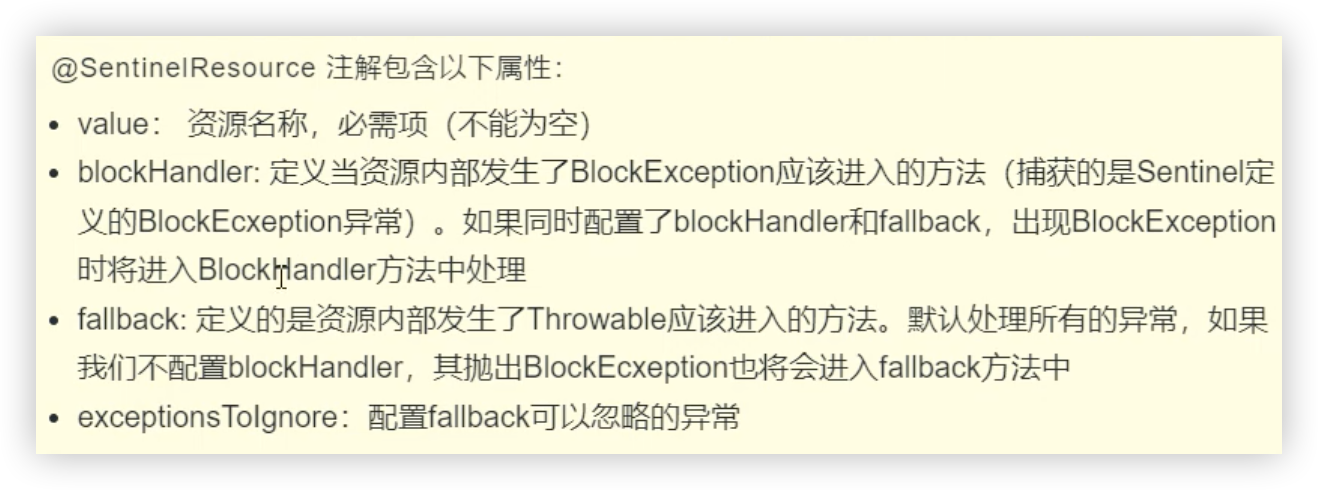 @SentinelResource 注解包含以下属性：
• value： 资源名称，必需项（不能为空）
• blockHandler: 定义当资源内部发生了BlockException应该进入的方法（捕获的是Sentinel定
义的BlockEcxeption异常）。如果同时配置了blockHandler和fallback，出现BlockException
时将进入BlockHandler方法中处理
• fallback: 定义的是资源内部发生了Throwable应该进入的方法。默认处理所有的异常，如果
我们不配置blockHandler，其抛出BlockEcxeption也将会进入fallback方法中
• exceptionsToIgnore：配置fallback可以忽略的异常